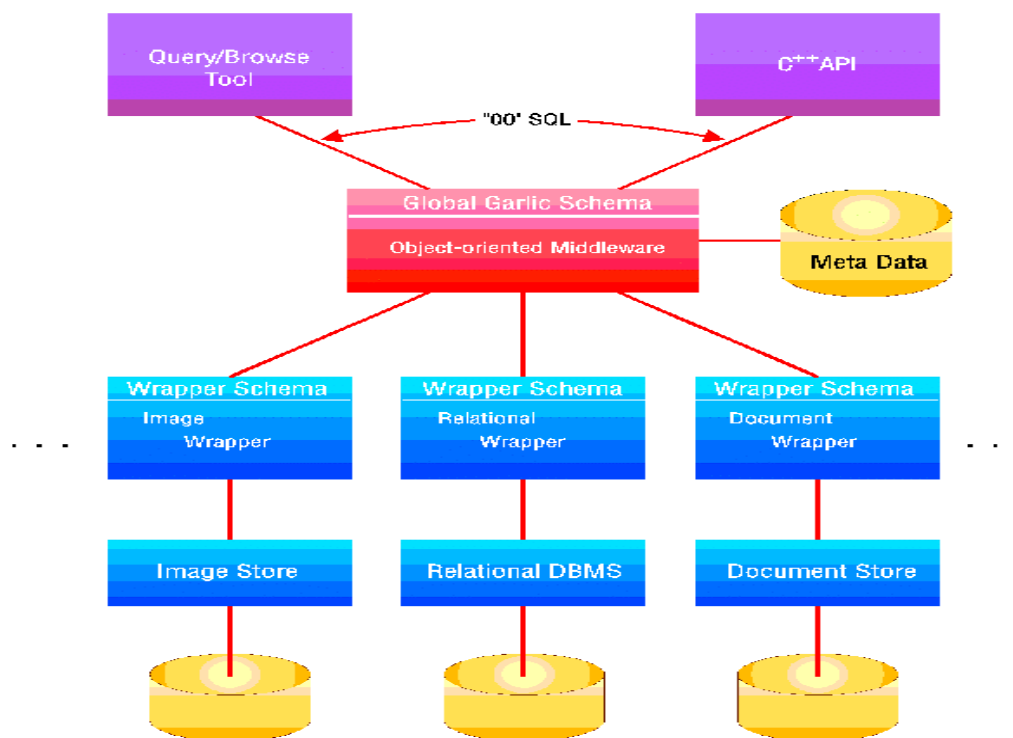 Query/Browse
Tool
C++API
"OO" SQL
Global Garlic Schema
Object-oriented Middleware
Meta Data
Wrapper Schema
Image
Wrapper
Wrapper Schema
Relational
Wrapper
Wrapper Schema
Document
Wrapper
. . .
. .
Image Store
Relational DBMS
Document Store